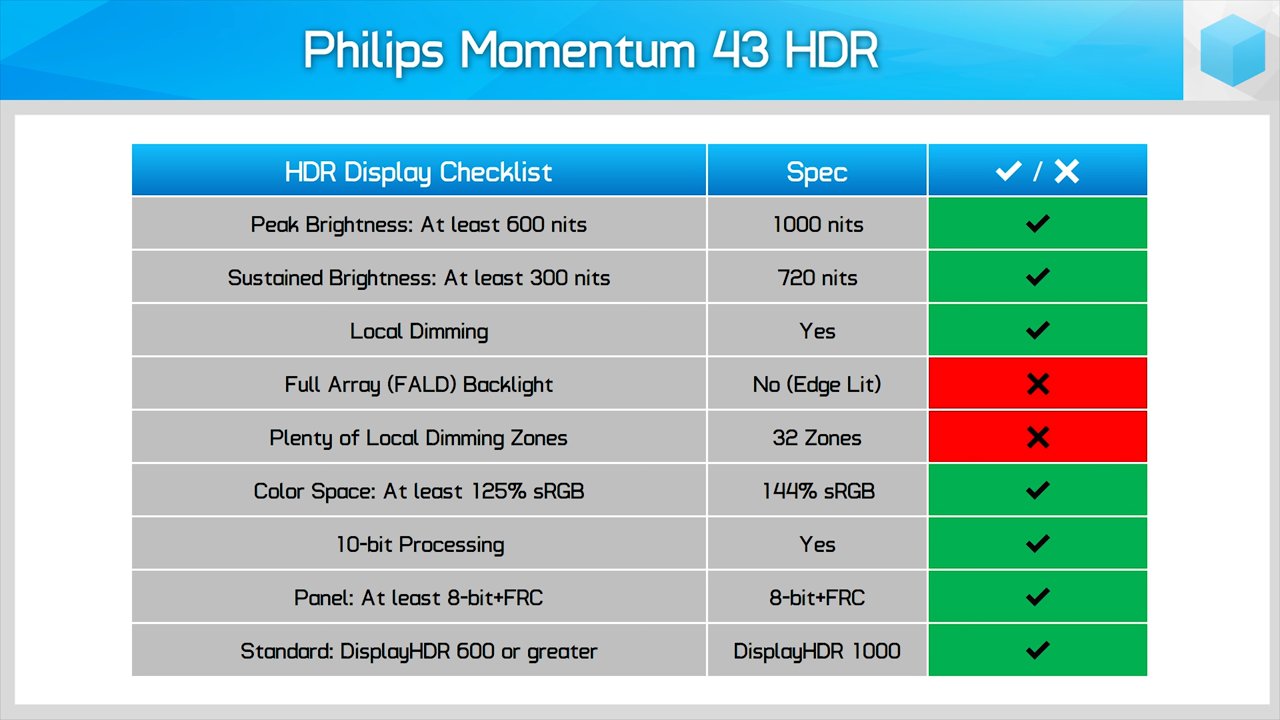 Philips Momentum 43 HDR
HDR Display Checklist Spec ✔ / ✖
Peak Brightness: At least 600 nits 1000 nits ✔
Sustained Brightness: At least 300 nits 720 nits ✔
Local Dimming Yes ✔
Full Array (FALD) Backlight No (Edge Lit) ✖
Plenty of Local Dimming Zones 32 Zones ✖
Color Space: At least 125% sRGB 144% sRGB ✔
10-bit Processing Yes ✔
Panel: At least 8-bit+FRC 8-bit+FRC ✔
Standard: DisplayHDR 600 or greater DisplayHDR 1000 ✔